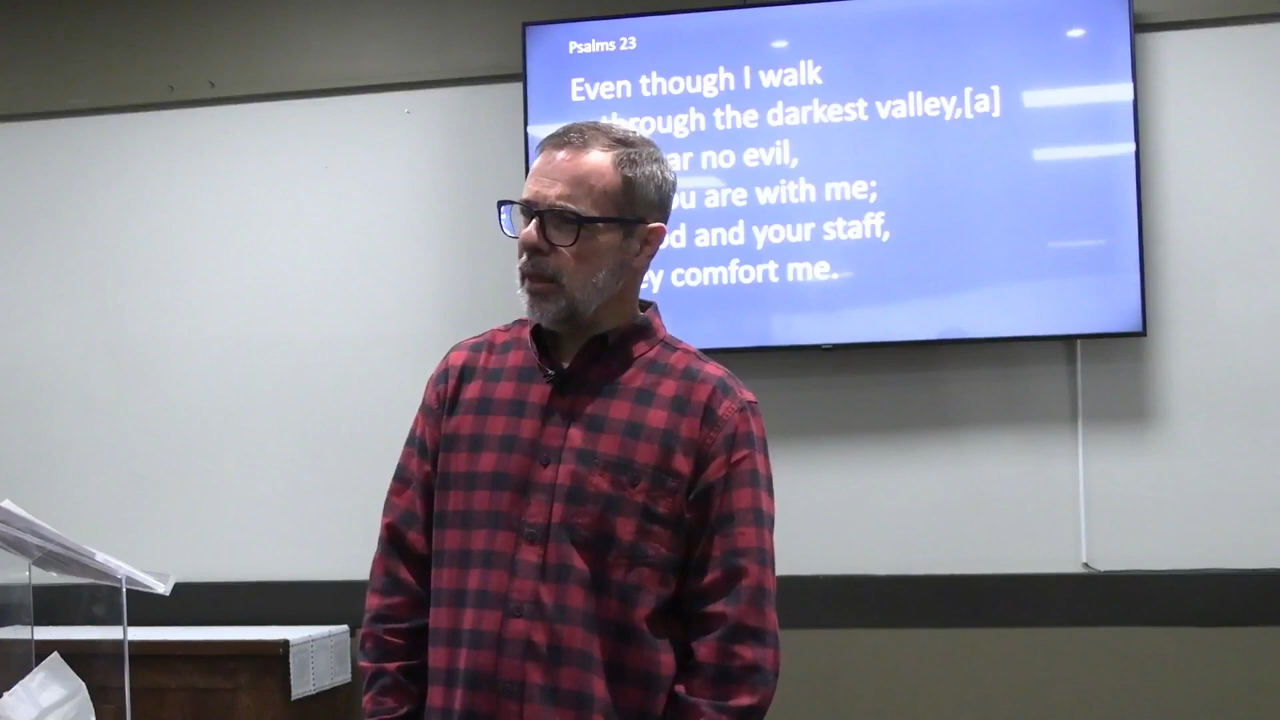 Psalms 23
Even though I walk
through the darkest valley,[a]
ar no evil,
ou are with me;
od and your staff,
ey comfort me.